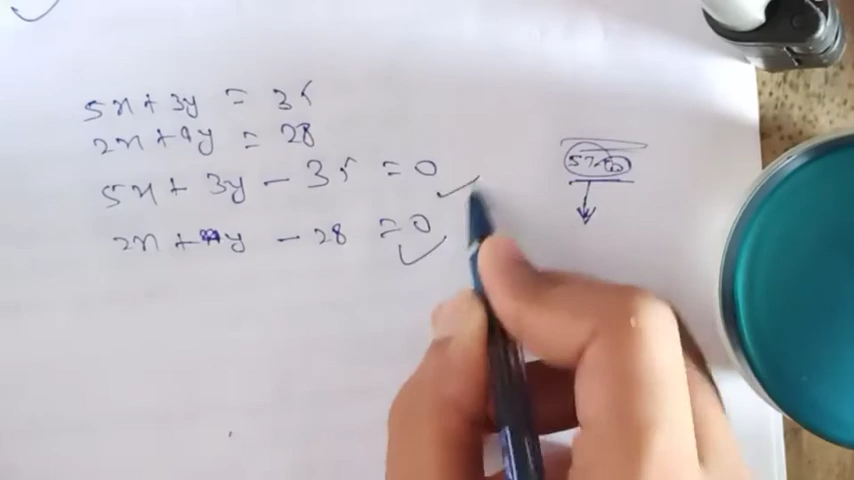 5x + 3y = 35
2x + 4y = 28
5x + 3y - 35 = 0
2x + 4y - 28 = 0